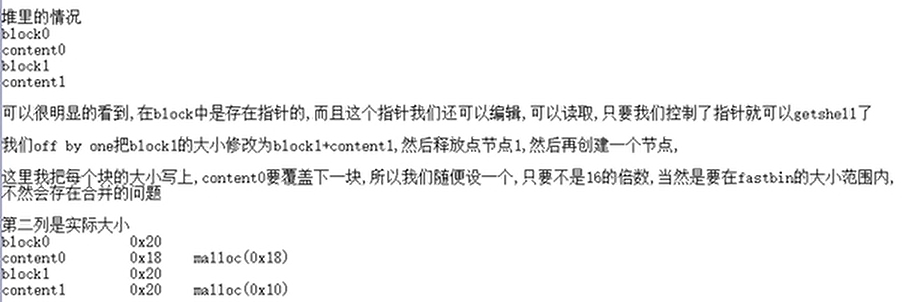 堆里的情况
block0
content0
block1
content1
可以很明显的看到,在block中是存在指针的,而且这个指针我们还可以编辑,可以读取,只要我们控制了指针就可以getshell了
我们off by one把block1的大小修改为block1+content1,然后释放点节点1,然后再创建一个节点,
这里我把每个块的大小写上,content0要覆盖下一块,所以我们随便设一个,只要不是16的倍数,当然是要在fastbin的大小范围内,
不然会存在合并的问题
第二列是实际大小
block0 0x20
content0 0x18 malloc(0x18)
block1 0x20
content1 0x20 malloc(0x10)